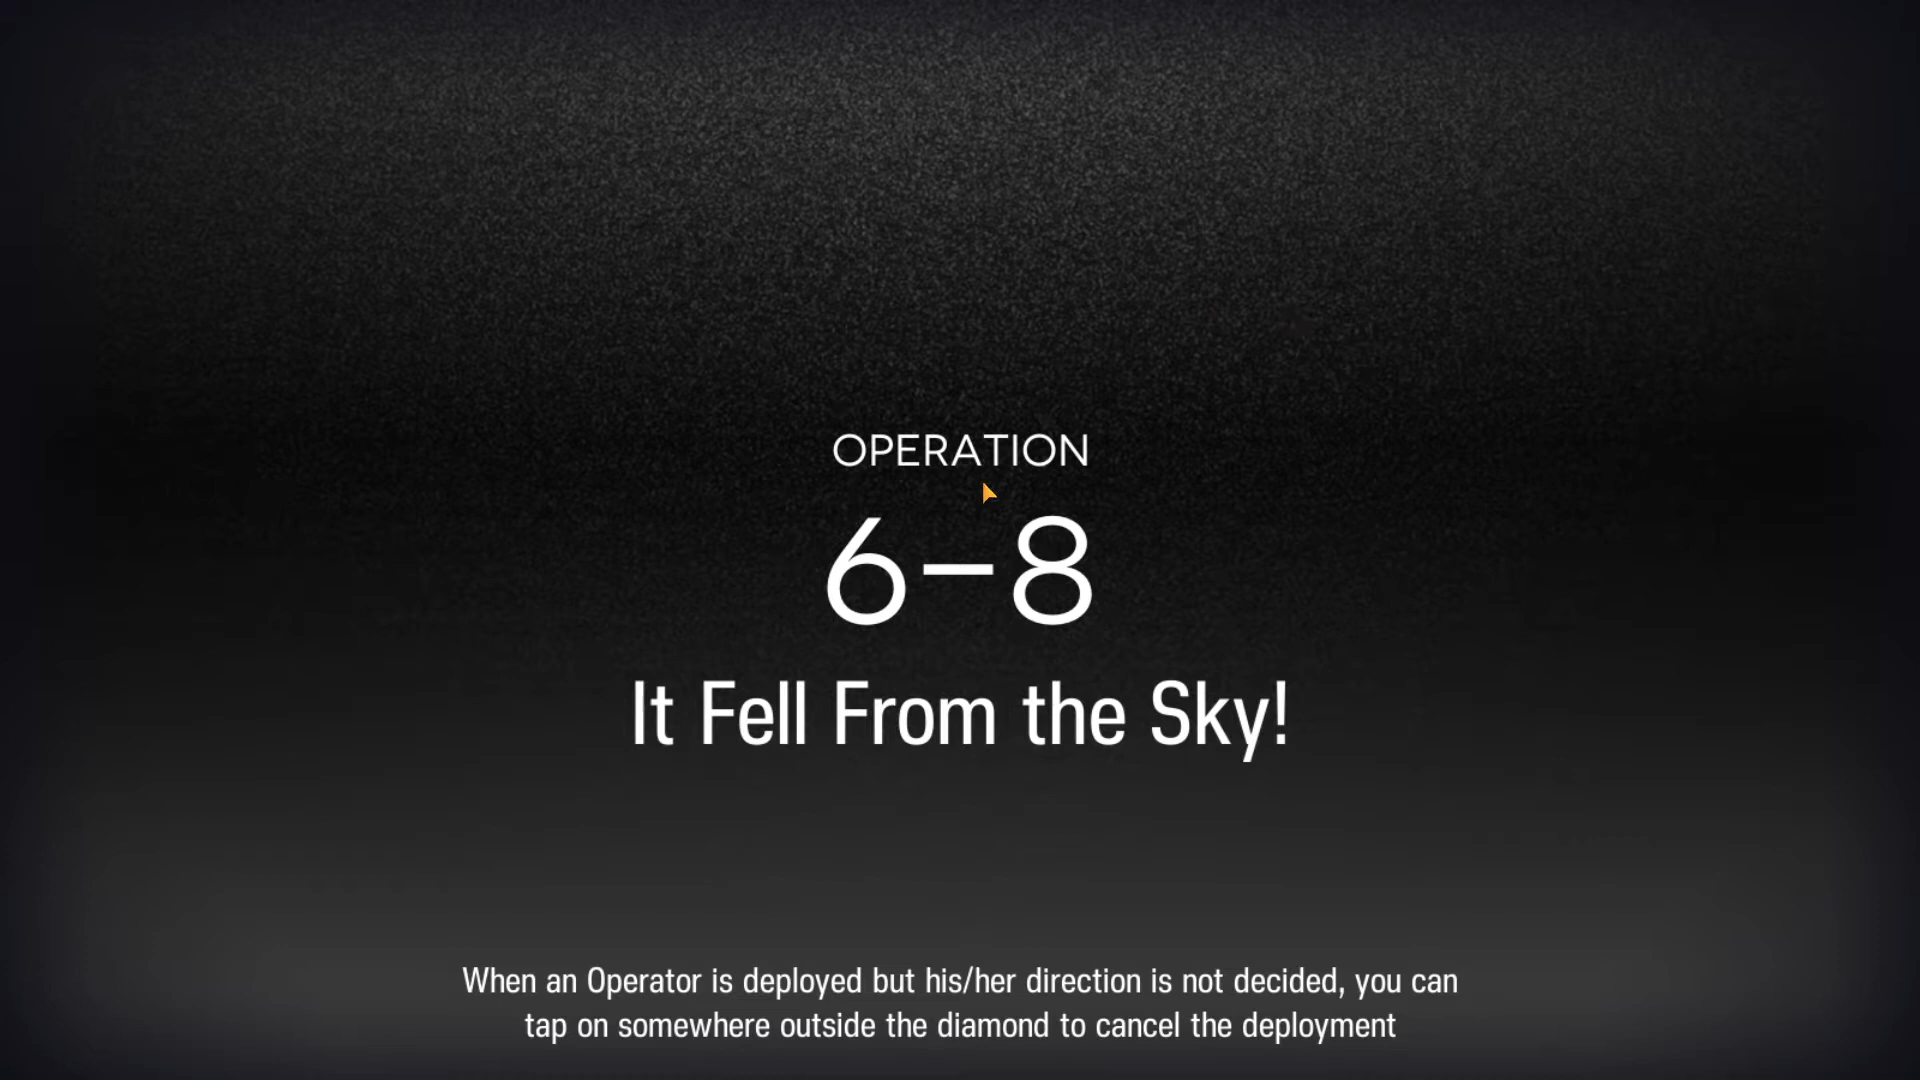 OPERATION
6–8
It Fell From the Sky!
When an Operator is deployed but his/her direction is not decided, you can
tap on somewhere outside the diamond to cancel the deployment